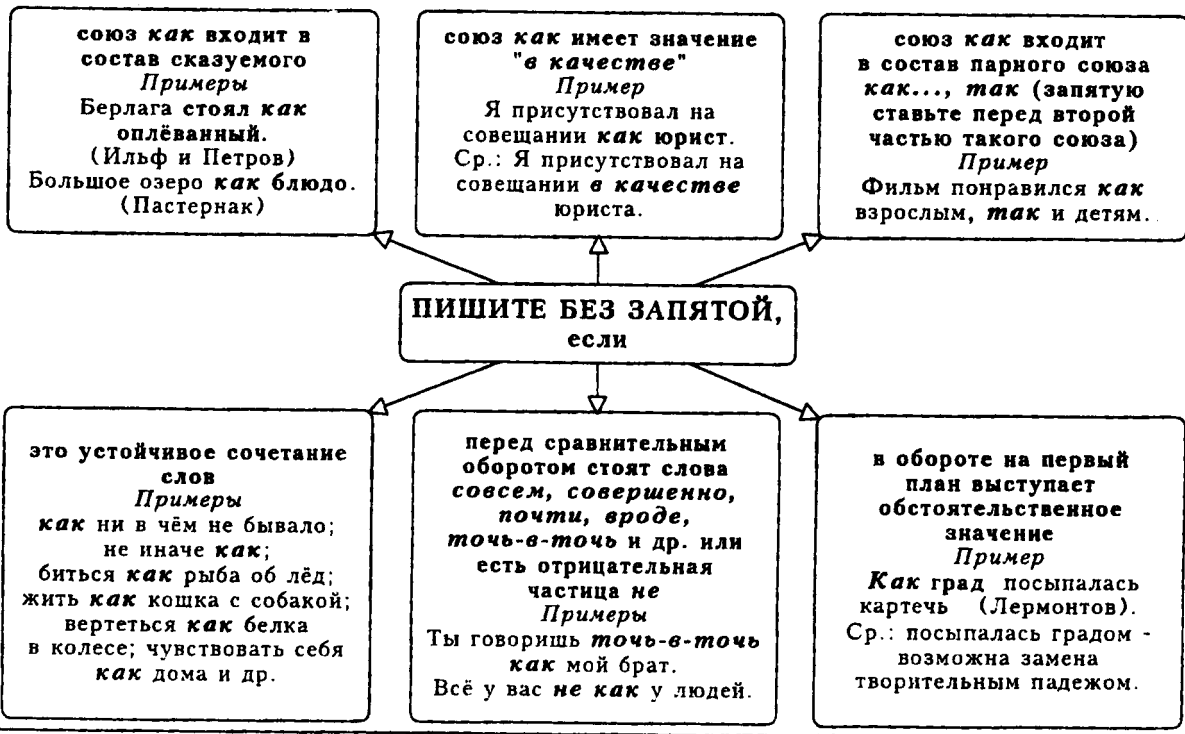 союз как входит в
состав сказуемого
Примеры
Берлага стоял как
оплёванный.
(Ильф и Петров)
Большое озеро как блюдо.
(Пастернак)
союз как имеет значение
"в качестве"
Пример
Я присутствовал на
совещании как юрист.
Ср.: Я присутствовал на
совещании в качестве
юриста.
союз как входит
в состав парного союза
как..., так (запятую
ставьте перед второй
частью такого союза)
Пример
Фильм понравился как
взрослым, так и детям.
ПИШИТЕ БЕЗ ЗАПЯТОЙ,
если
это устойчивое сочетание
слов
Примеры
как ни в чём не бывало;
не иначе как;
биться как рыба об лёд;
жить как кошка с собакой;
вертеться как белка
в колесе; чувствовать себя
как дома и др.
перед сравнительным
оборотом стоят слова
совсем, совершенно,
почти, вроде,
точь-в-точь и др. или
есть отрицательная
частица не
Примеры
Ты говоришь точь-в-точь
как мой брат.
Всё у вас не как у людей.
в обороте на первый
план выступает
обстоятельственное
значение
Пример
Как град посыпалась
картечь (Лермонтов).
Ср.: посыпалась градом -
возможна замена
творительным падежом.